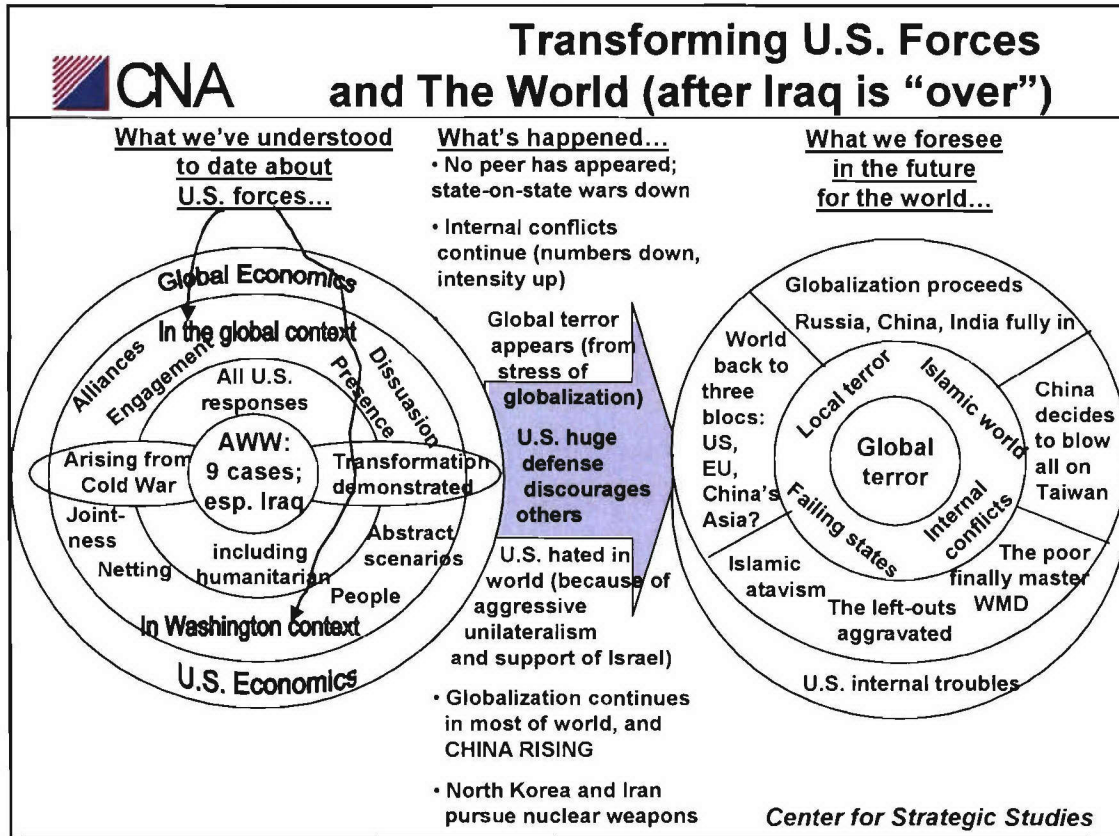 CNA
Transforming U.S. Forces
and The World (after Iraq is "over")
What we've understood
to date about
U.S. forces...
Global Economics
In the global context
Alliances
Engagement
Presence
Dissuasion
All U.S.
responses
AWW:
9 cases;
esp. Iraq
Arising from
Cold War
Transformation
demonstrated
Joint-
ness
Netting
including
humanitarian
Abstract
scenarios
People
In Washington context
U.S. Economics
What's happened...
• No peer has appeared;
state-on-state wars down
• Internal conflicts
continue (numbers down,
intensity up)
Global terror
appears (from
stress of
globalization)
U.S. huge
defense
discourages
others
U.S. hated in
world (because of
aggressive
unilateralism
and support of Israel)
• Globalization continues
in most of world, and
CHINA RISING
• North Korea and Iran
pursue nuclear weapons
What we foresee
in the future
for the world...
Globalization proceeds
Russia, China, India fully in
World
back to
three
blocs:
US,
EU,
China's
Asia?
Local terror
Islamic world
Global
terror
Failing states
Internal
conflicts
China
decides
to blow
all on
Taiwan
Islamic
atavism
The left-outs
aggravated
The poor
finally master
WMD
U.S. internal troubles
Center for Strategic Studies